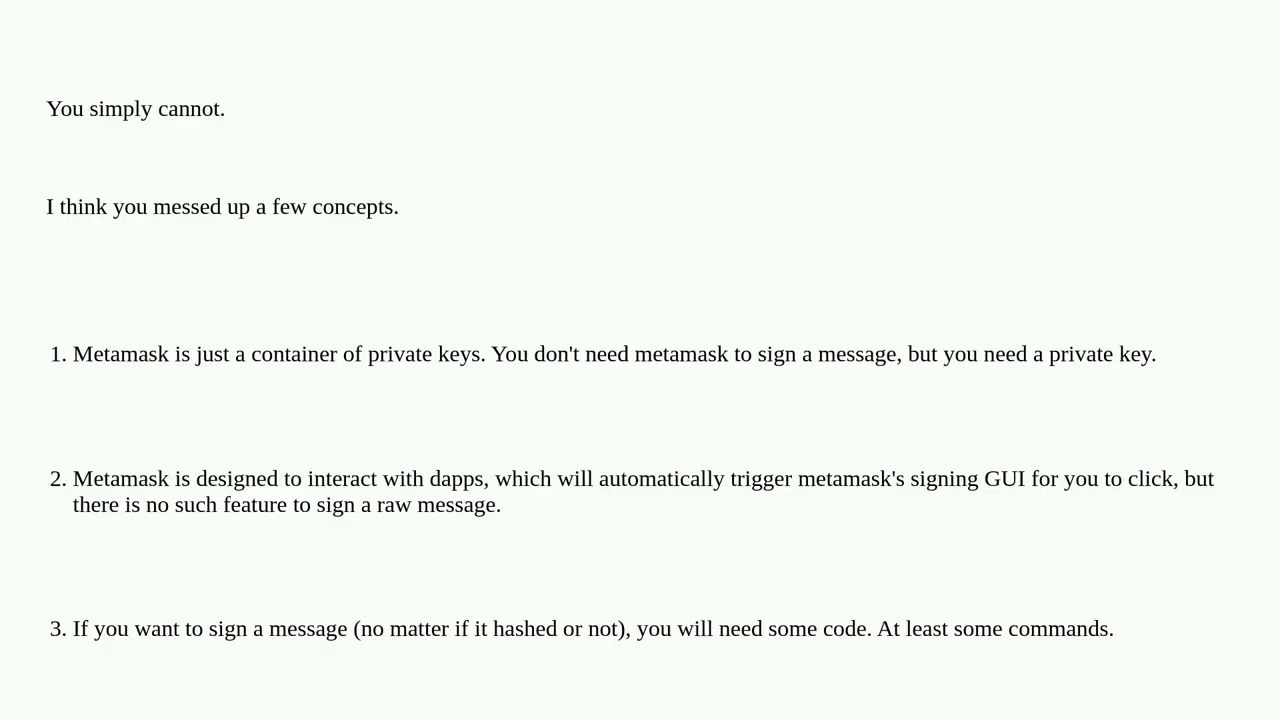 You simply cannot.
I think you messed up a few concepts.
1. Metamask is just a container of private keys. You don't need metamask to sign a message, but you need a private key.
2. Metamask is designed to interact with dapps, which will automatically trigger metamask's signing GUI for you to click, but
there is no such feature to sign a raw message.
3. If you want to sign a message (no matter if it hashed or not), you will need some code. At least some commands.